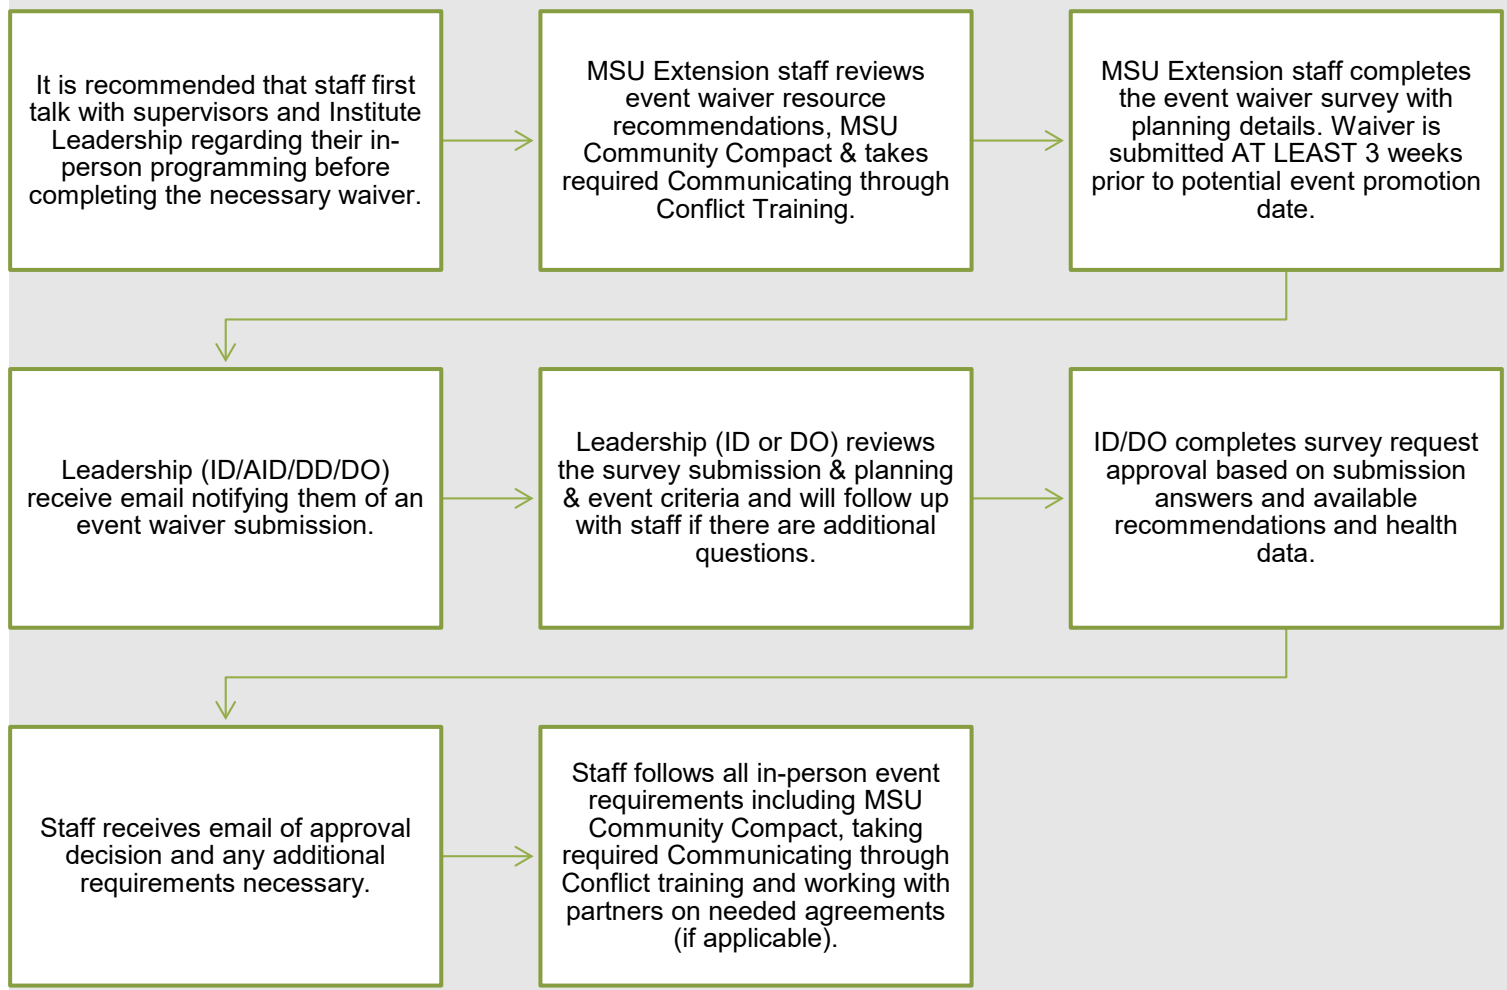 It is recommended that staff first
talk with supervisors and Institute
Leadership regarding their in-
person programming before
completing the necessary waiver.
MSU Extension staff reviews
event waiver resource
recommendations, MSU
Community Compact & takes
required Communicating through
Conflict Training.
MSU Extension staff completes
the event waiver survey with
planning details. Waiver is
submitted AT LEAST 3 weeks
prior to potential event promotion
date.
Leadership (ID/AID/DD/DO)
receive email notifying them of an
event waiver submission.
Leadership (ID or DO) reviews
the survey submission & planning
& event criteria and will follow up
with staff if there are additional
questions.
ID/DO completes survey request
approval based on submission
answers and available
recommendations and health
data.
Staff receives email of approval
decision and any additional
requirements necessary.
Staff follows all in-person event
requirements including MSU
Community Compact, taking
required Communicating through
Conflict training and working with
partners on needed agreements
(if applicable).